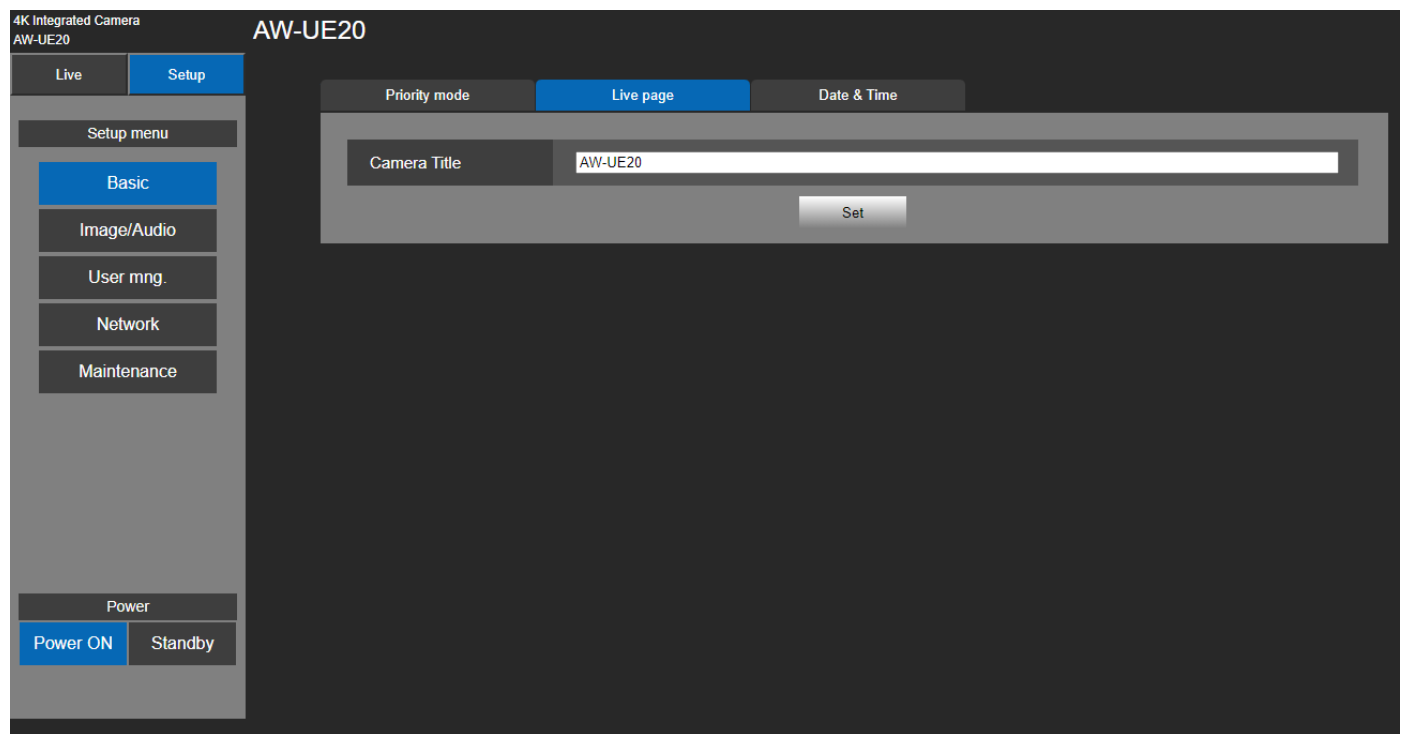 4K Integrated Camera
AW-UE20
AW-UE20
Live Setup
Priority mode Live page Date & Time
Setup menu
Camera Title AW-UE20
Basic
Set
Image/Audio
User mng.
Network
Maintenance
Power
Power ON Standby